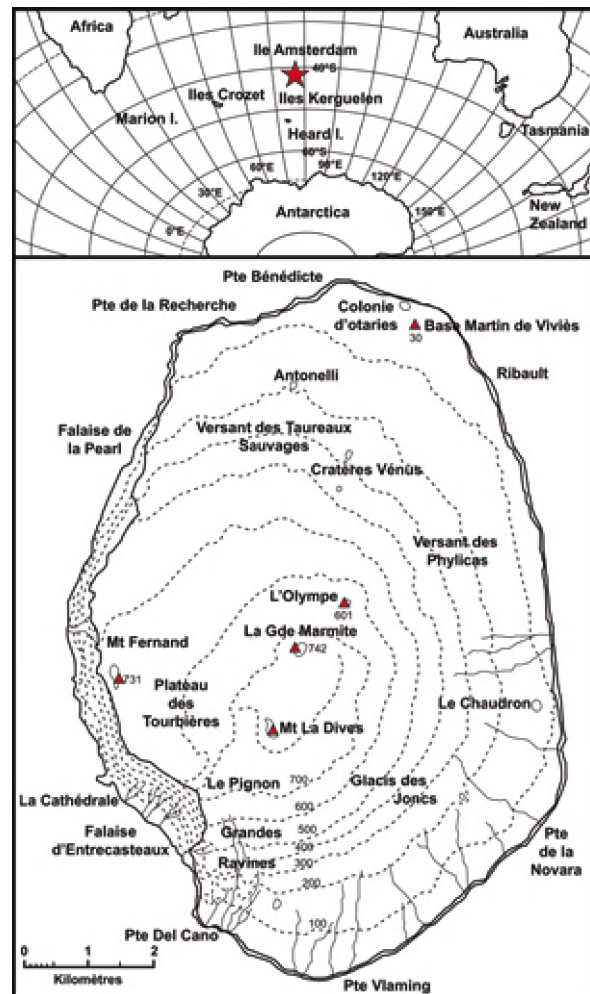 Africa
Australia
Ile Amsterdam
40°S
Iles Crozet
Iles Kerguelen
Marion I.
Heard I.
Tasmania
60°S
90°E
60°E
120°E
30°E
150°E
0°E
Antarctica
New
Zealand
Pte Bénédicte
Pte de la Recherche
Colonie
d'otaries
Base Martin de Viviès
30
Ribault
Antonelli
Falaise de
la Pearl
Versant des Taureaux
Sauvages
Cratères Vénus
Versant des
Phylicas
L'Olympe
601
La Gde Marmite
742
Mt Fernand
731
Plateau
des
Tourbières
Le Chaudron
Mt La Dives
La Cathédrale
Le Pignon
700
Glacis des
Joncs
600
Falaise
d'Entrecasteaux
Grandes
Ravines
500
400
300
200
100
Pte
de la
Novara
Pte Del Cano
0 1 2
Kilomètres
Pte Vlaming